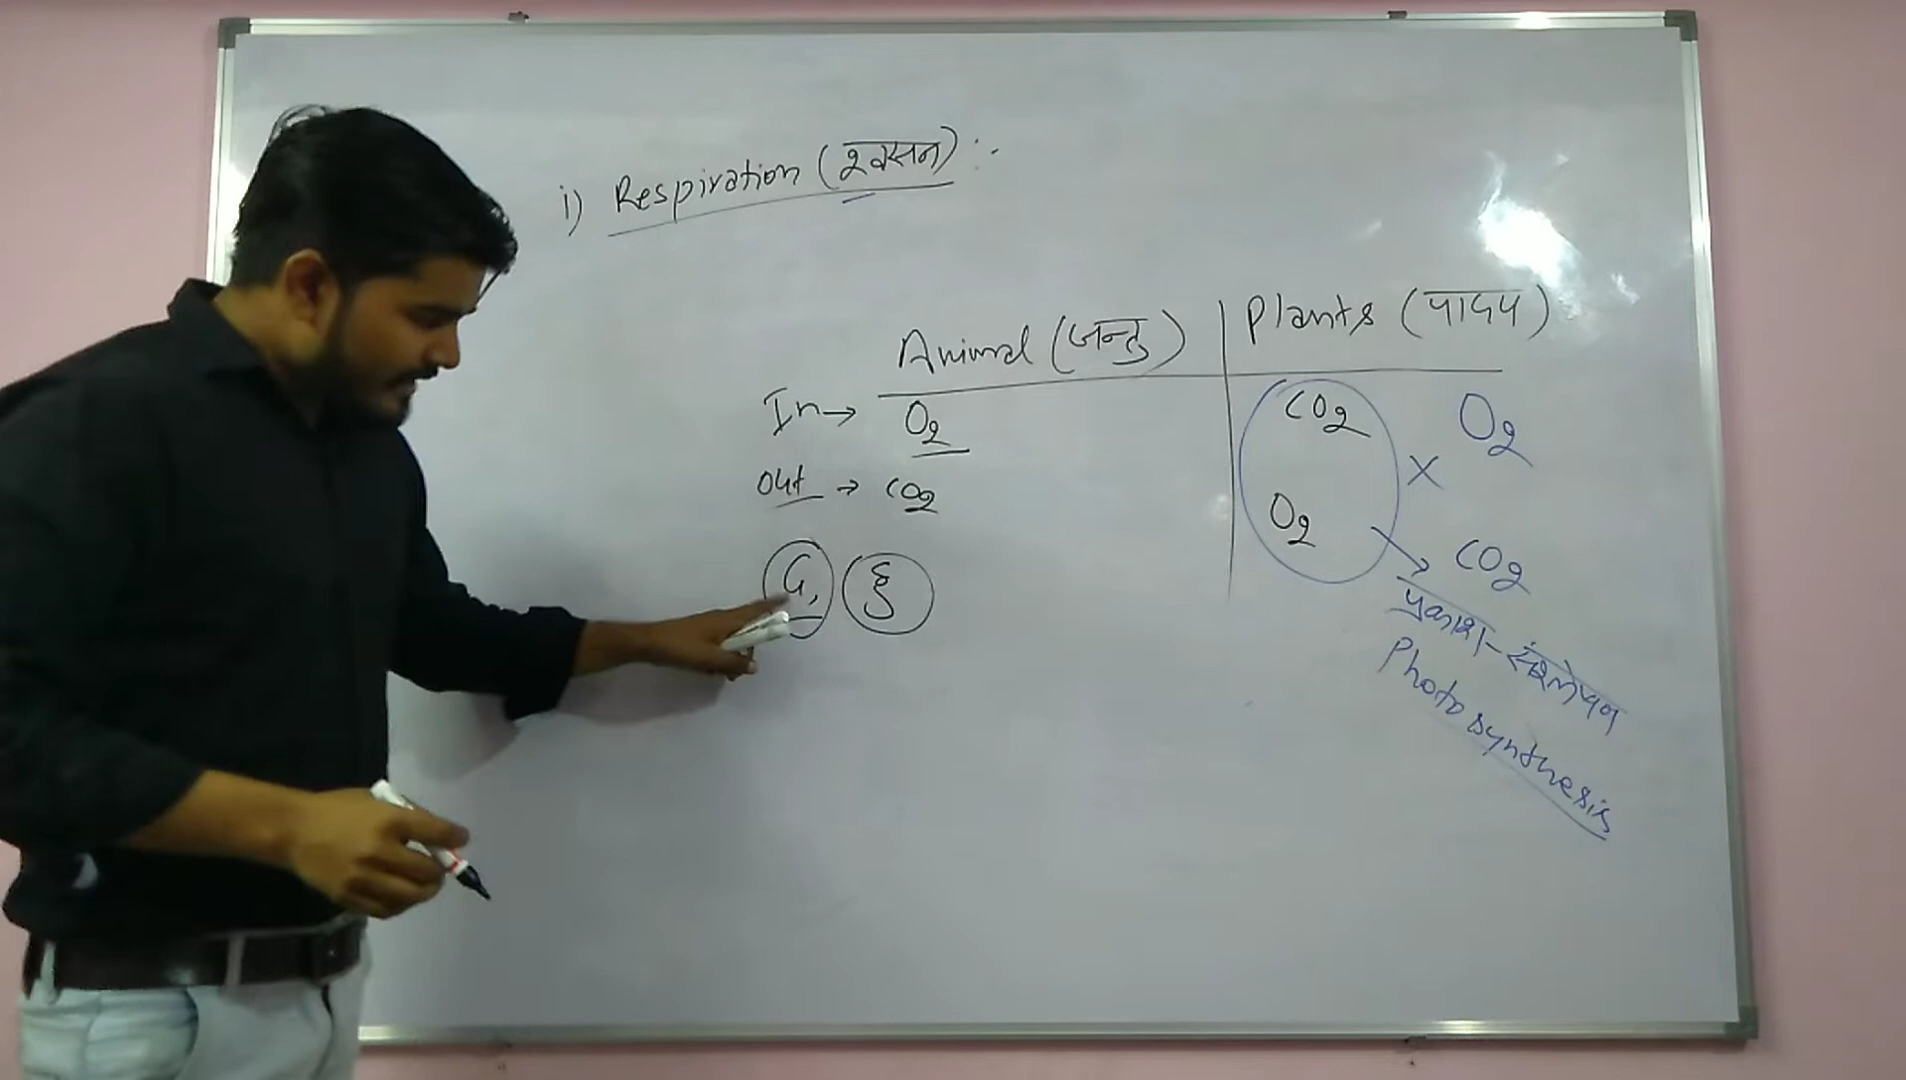 i) Respiration (श्वसन) :-
Animal (जन्तु) | Plants (पादप)
In → O2 CO2 O2
×
Out → CO2 O2 → CO2
G, ξ
प्रकाश-संश्लेषण
Photosynthesis